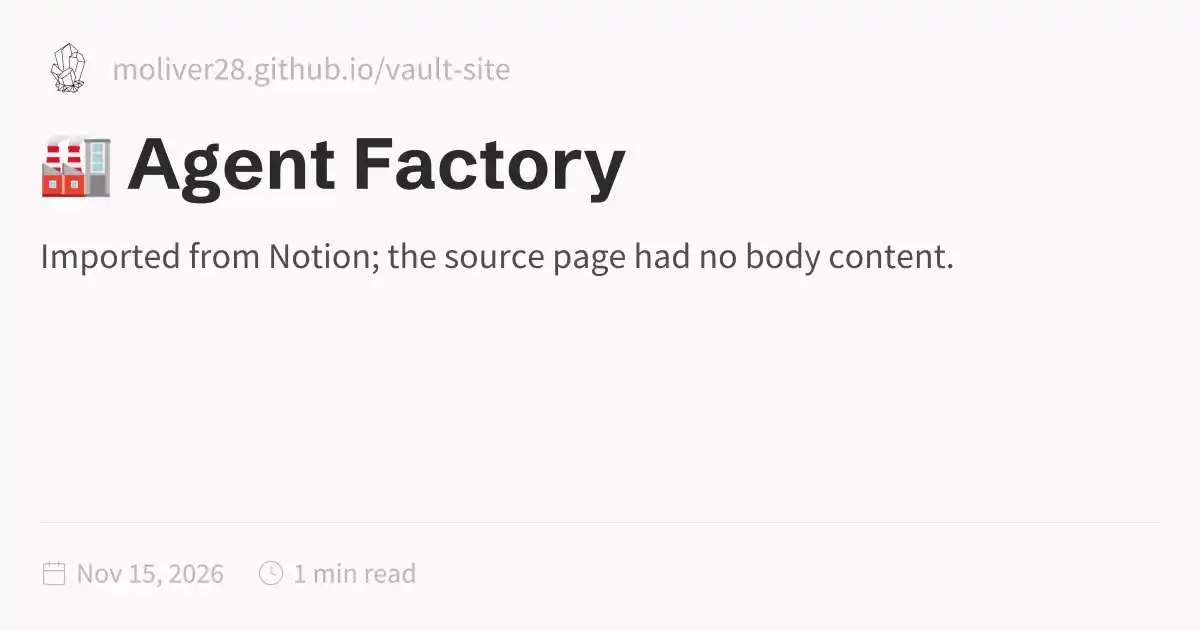 moliver28.github.io/vault-site
🏭 Agent Factory
Imported from Notion; the source page had no body content.
Nov 15, 2026
1 min read